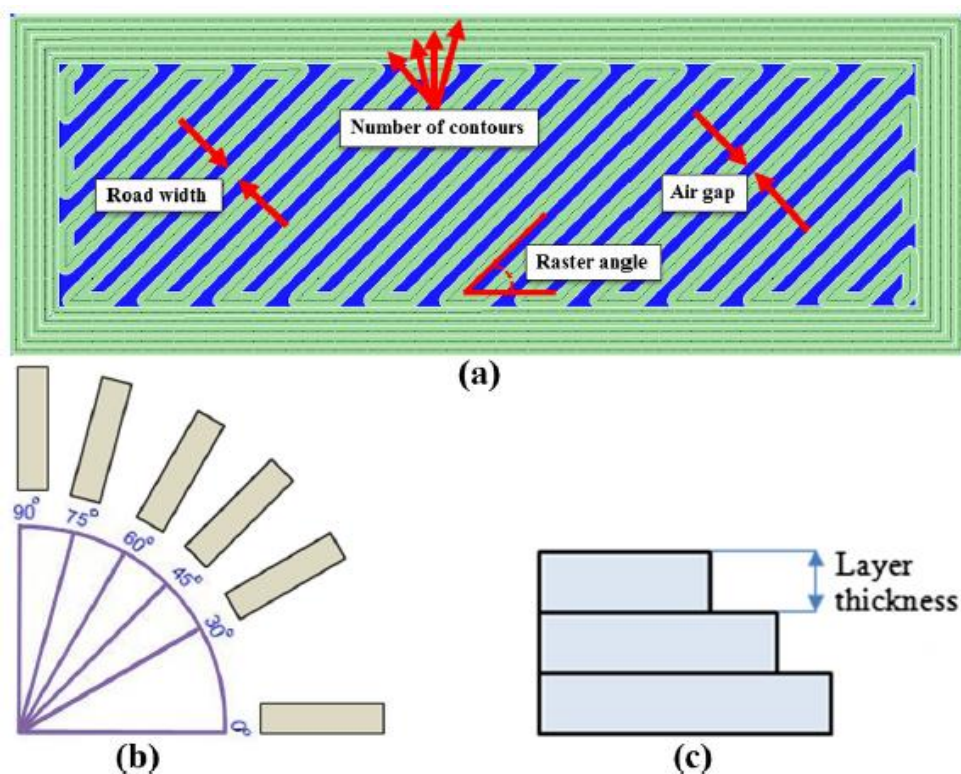 Number of contours
Road width
Air gap
Raster angle
(a)
90°
75°
60°
45°
30°
0°
Layer
thickness
(b)
(c)